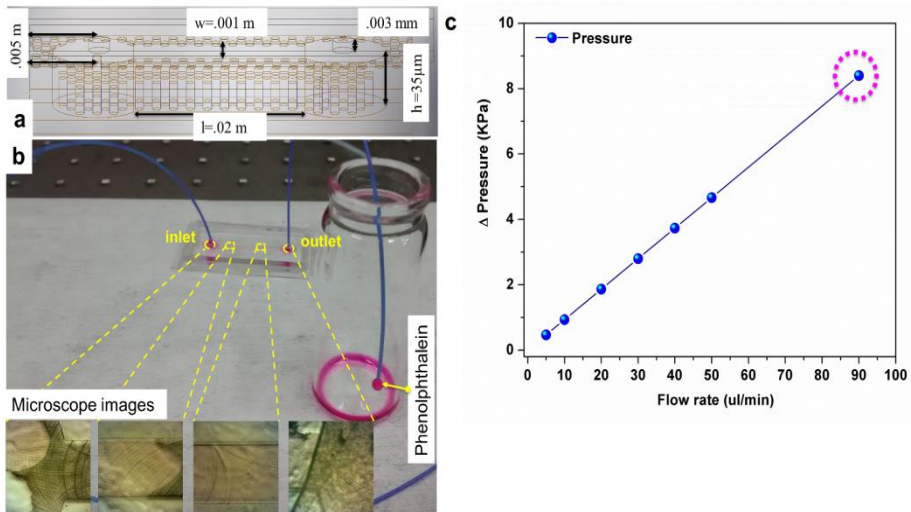 w=.001 m
.003 mm
.005 m
h =35µm
l=.02 m
a
b
inlet
outlet
Phenolphthalein
Microscope images
c
Pressure
Δ Pressure (KPa)
10
8
6
4
2
0
0 10 20 30 40 50 60 70 80 90 100
Flow rate (ul/min)